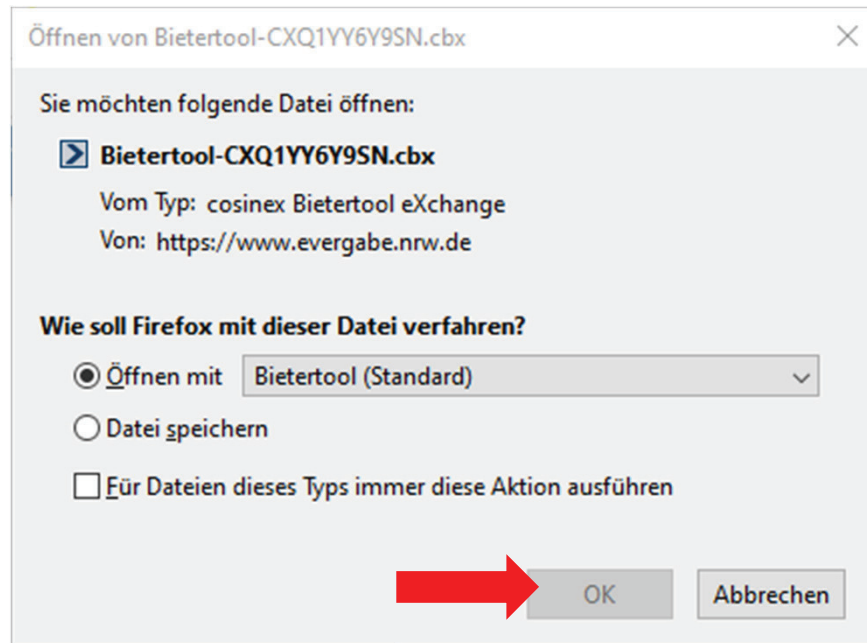 Öffnen von Bietertool-CXQ1YY6Y9SN.cbx
Sie möchten folgende Datei öffnen:
Bietertool-CXQ1YY6Y9SN.cbx
Vom Typ: cosinex Bietertool eXchange
Von: https://www.evergabe.nrw.de
Wie soll Firefox mit dieser Datei verfahren?
Öffnen mit Bietertool (Standard)
Datei speichern
Für Dateien dieses Typs immer diese Aktion ausführen
OK Abbrechen